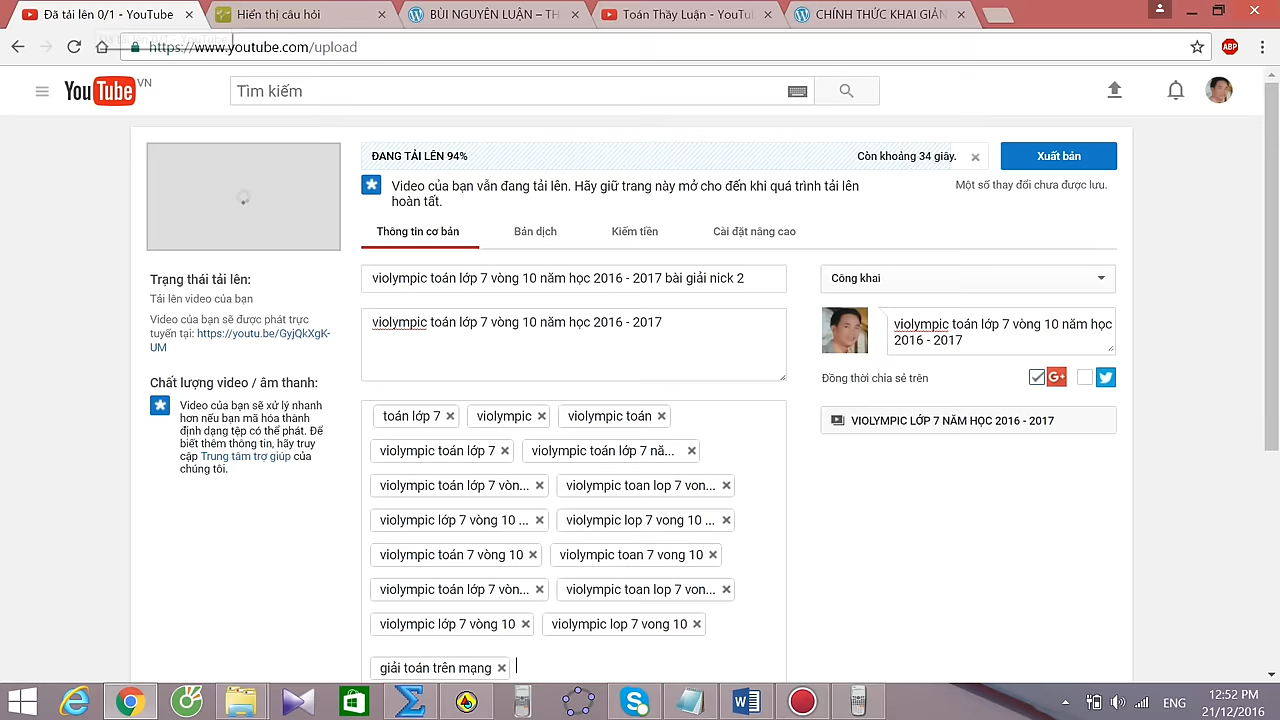 Đã tải lên 0/1 - YouTube
Hiển thị câu hỏi
BÙI NGUYÊN LUẬN – TH
Toán Thầy Luận - YouTu
CHÍNH THỨC KHAI GIẢN
https://www.youtube.com/upload
ABP
YouTube VN
Tìm kiếm
ĐANG TẢI LÊN 94%
Còn khoảng 34 giây.
Xuất bản
Video của bạn vẫn đang tải lên. Hãy giữ trang này mở cho đến khi quá trình tải lên
hoàn tất.
Một số thay đổi chưa được lưu.
Thông tin cơ bản
Bản dịch
Kiếm tiền
Cài đặt nâng cao
Trạng thái tải lên:
Tải lên video của bạn
Video của bạn sẽ được phát trực
tuyến tại: https://youtu.be/GyjQkXgK-
UM
Chất lượng video / âm thanh:
Video của bạn sẽ xử lý nhanh
hơn nếu bạn mã hóa thành
định dạng tệp có thể phát. Để
biết thêm thông tin, hãy truy
cập Trung tâm trợ giúp của
chúng tôi.
violympic toán lớp 7 vòng 10 năm học 2016 - 2017 bài giải nick 2
violympic toán lớp 7 vòng 10 năm học 2016 - 2017
toán lớp 7
violympic
violympic toán
violympic toán lớp 7
violympic toán lớp 7 nă...
violympic toán lớp 7 vòn...
violympic toan lop 7 von...
violympic lớp 7 vòng 10 ...
violympic lop 7 vong 10 ...
violympic toán 7 vòng 10
violympic toan 7 vong 10
violympic toán lớp 7 vòn...
violympic toan lop 7 von...
violympic lớp 7 vòng 10
violympic lop 7 vong 10
giải toán trên mạng
Công khai
violympic toán lớp 7 vòng 10 năm học
2016 - 2017
Đồng thời chia sẻ trên
G+
VIOLYMPIC LỚP 7 NĂM HỌC 2016 - 2017
ENG
12:52 PM
21/12/2016